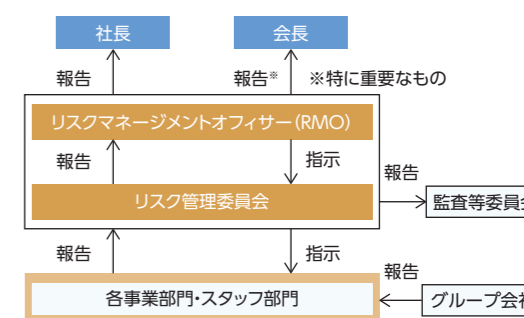 社長
会長
報告
報告※
※特に重要なもの
リスクマネージメントオフィサー（RMO）
報告
指示
リスク管理委員会
報告
監査等委員
報告
指示
各事業部門・スタッフ部門
報告
グループ会